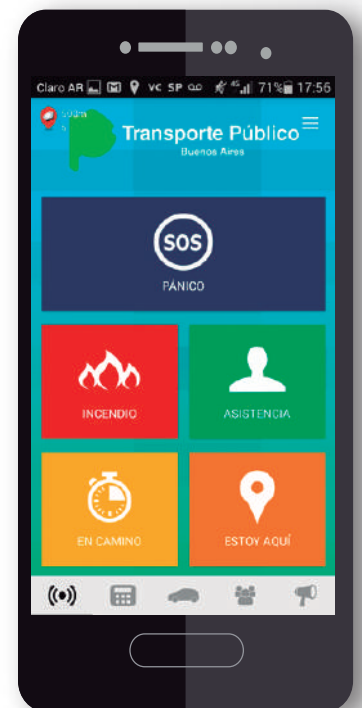 Claro AR VC SP 4G 71% 17:56
Transporte Público
Buenos Aires
SOS
PÁNICO
INCENDIO
ASISTENCIA
EN CAMINO
ESTOY AQUÍ